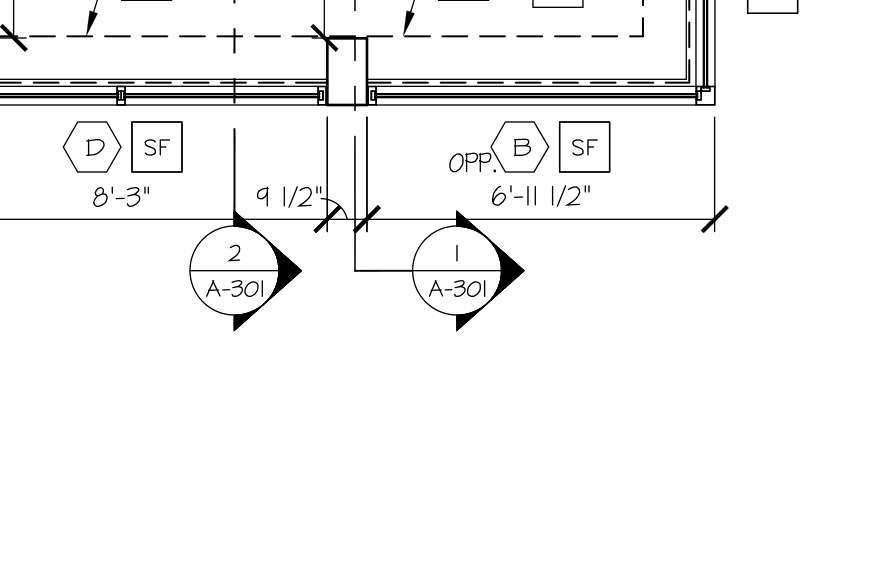 D SF
OPP. B SF
8'-3" 9 1/2" 6'-11 1/2"
2
A-301
1
A-301